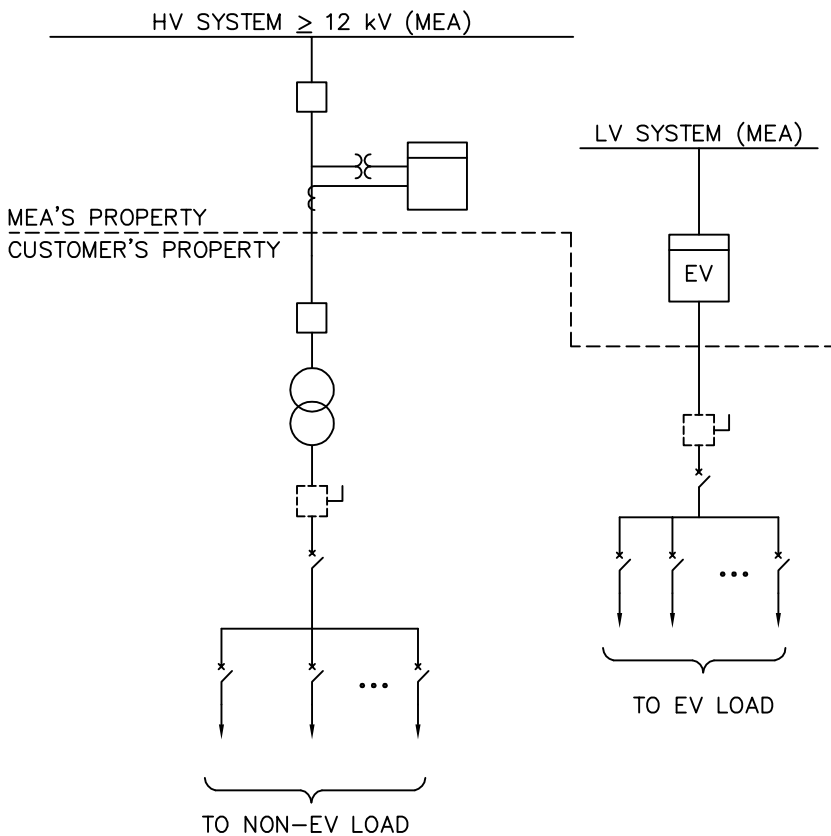 HV SYSTEM ≥ 12 kV (MEA)
LV SYSTEM (MEA)
MEA'S PROPERTY
CUSTOMER'S PROPERTY
EV
TO EV LOAD
TO NON-EV LOAD